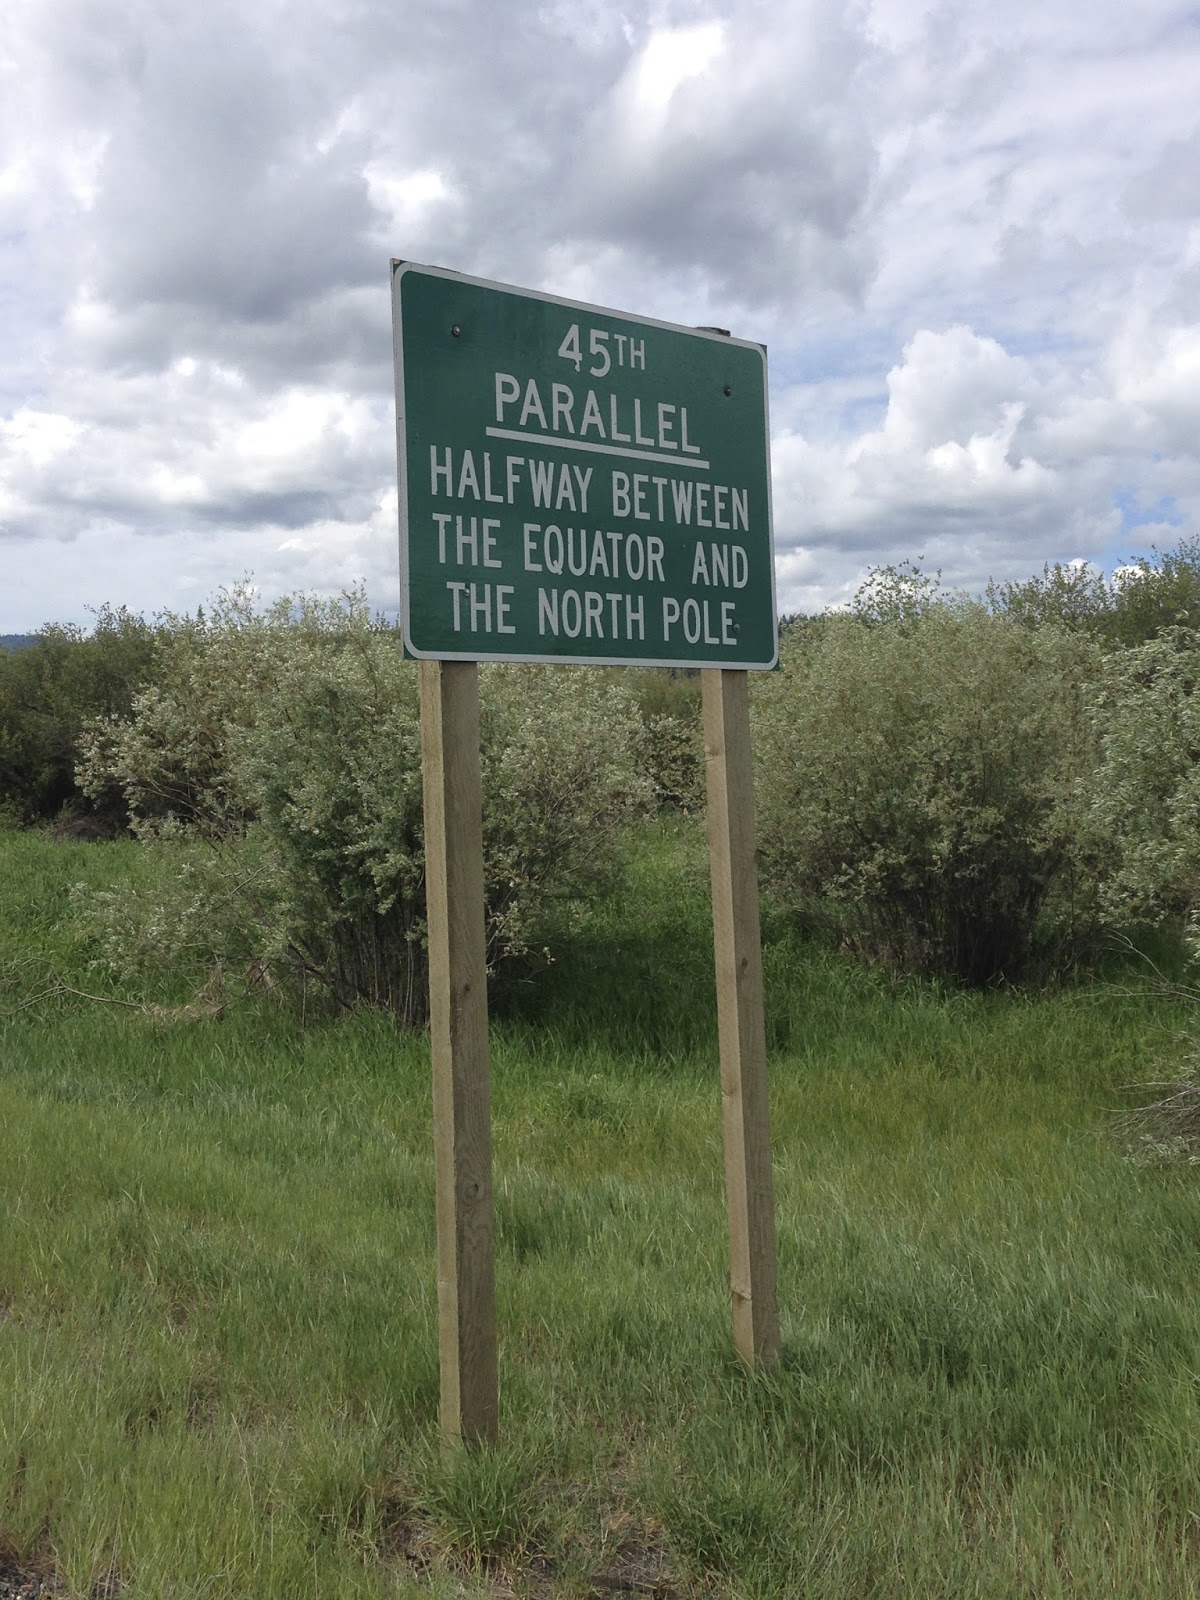 45TH
PARALLEL
HALFWAY BETWEEN
THE EQUATOR AND
THE NORTH POLE